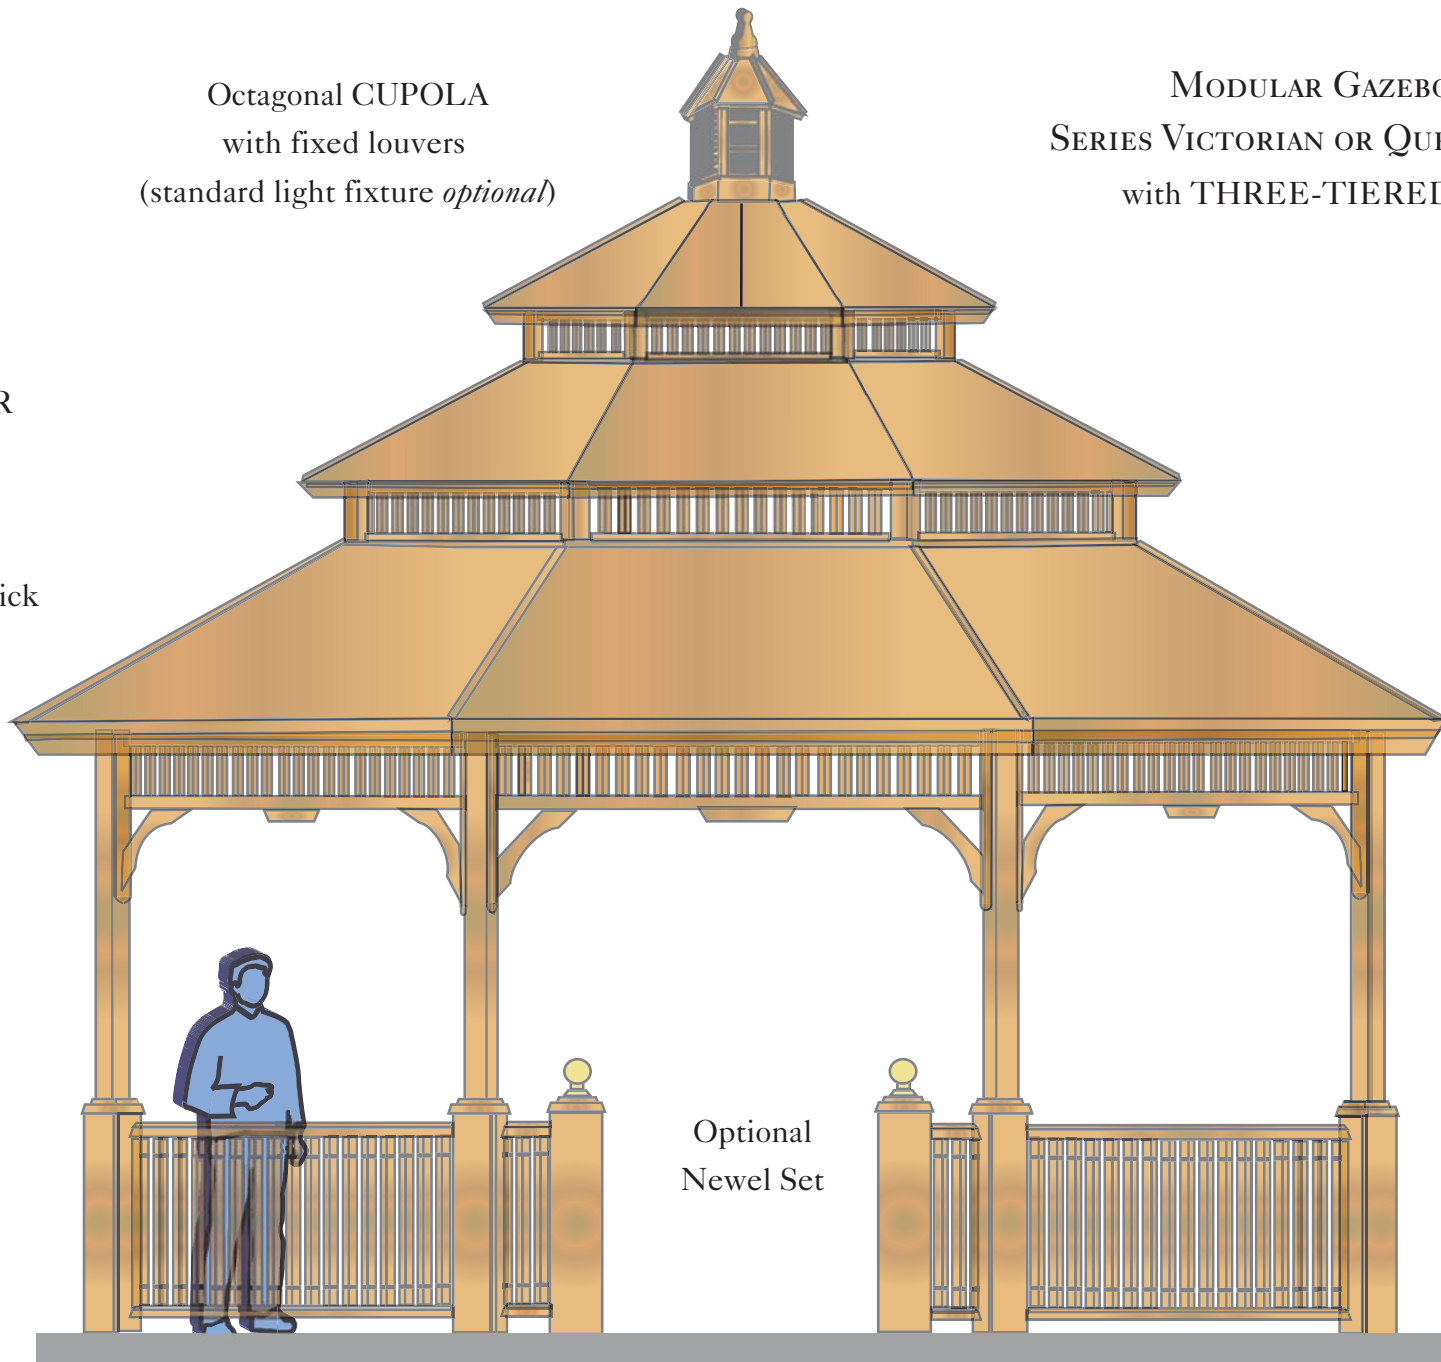 Octagonal CUPOLA
with fixed louvers
(standard light fixture optional)
MODULAR GAZEBO
SERIES VICTORIAN OR
with THREE-TIERED
Optional
Newel Set